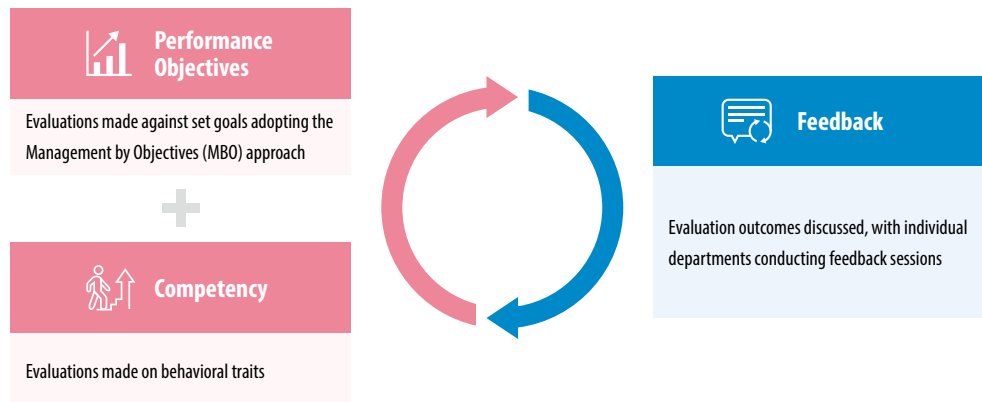 Performance
Objectives
Evaluations made against set goals adopting the
Management by Objectives (MBO) approach
Competency
Evaluations made on behavioral traits
Feedback
Evaluation outcomes discussed, with individual
departments conducting feedback sessions